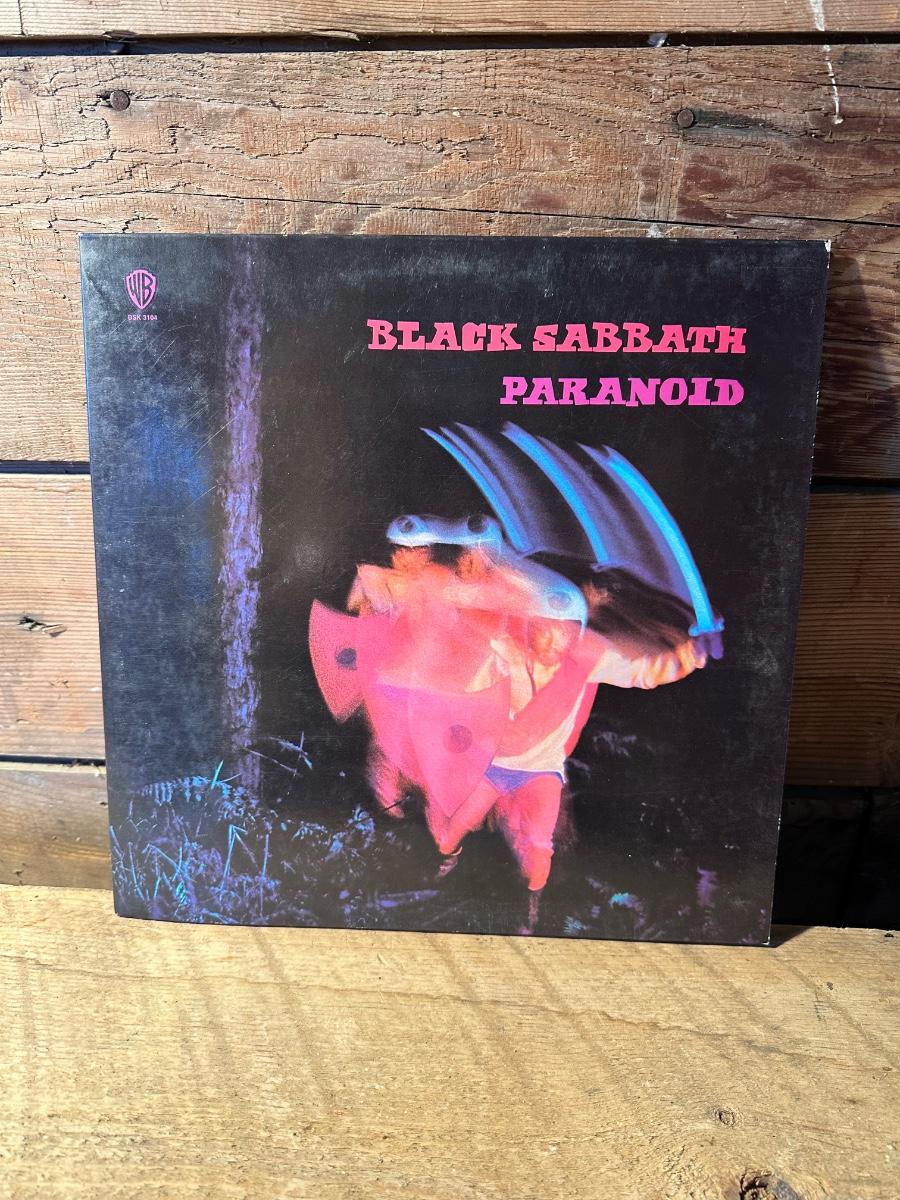 WB
BSK 3104
BLACK SABBATH
PARANOID